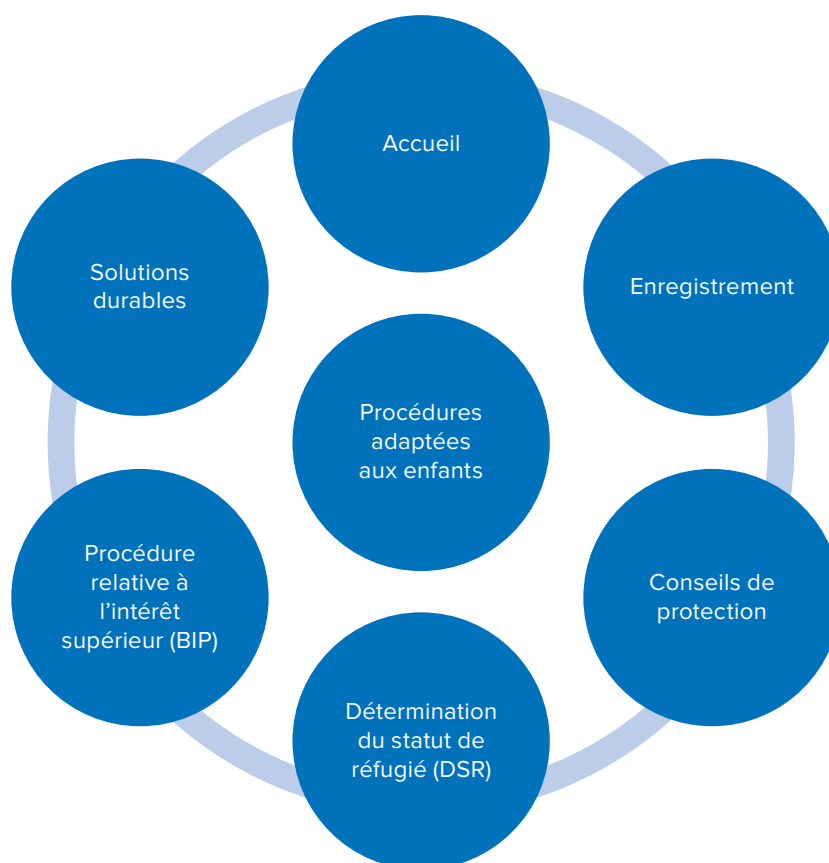 Accueil
Enregistrement
Conseils de
protection
Détermination
du statut de
réfugié (DSR)
Procédure
relative à
l’intérêt
supérieur (BIP)
Solutions
durables
Procédures
adaptées
aux enfants